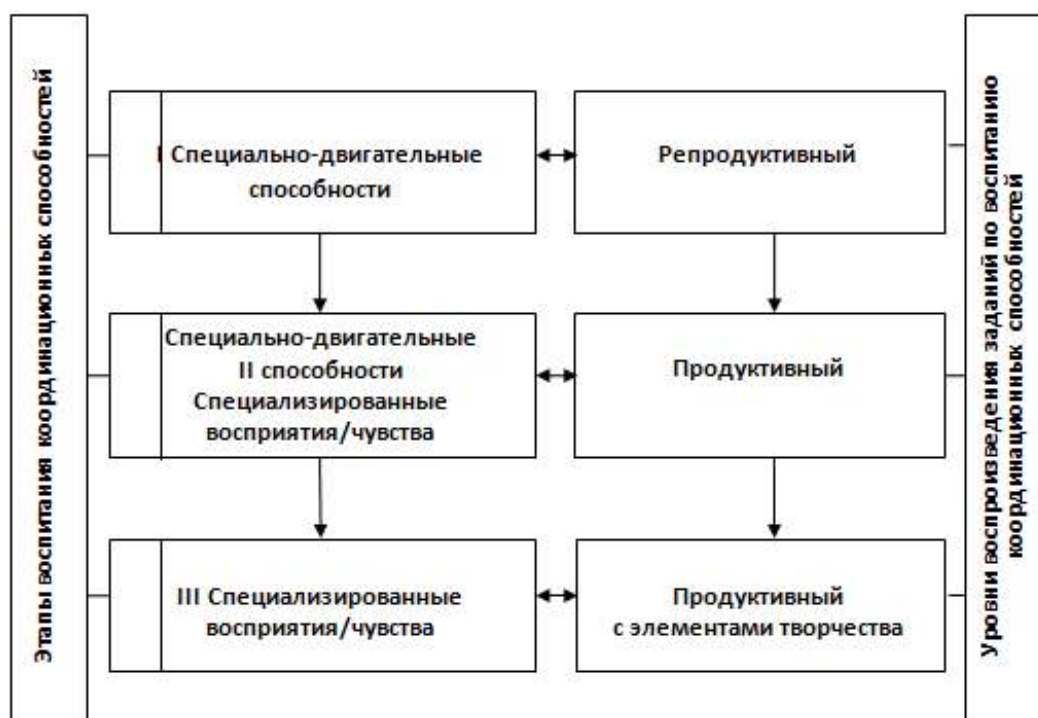 Этапы воспитания координационных способностей
I Специально-двигательные
способности
Репродуктивный
Специально-двигательные
II способности
Специализированные
восприятия/чувства
Продуктивный
III Специализированные
восприятия/чувства
Продуктивный
с элементами творчества
Уровни воспроизведения заданий по воспитанию
координационных способностей